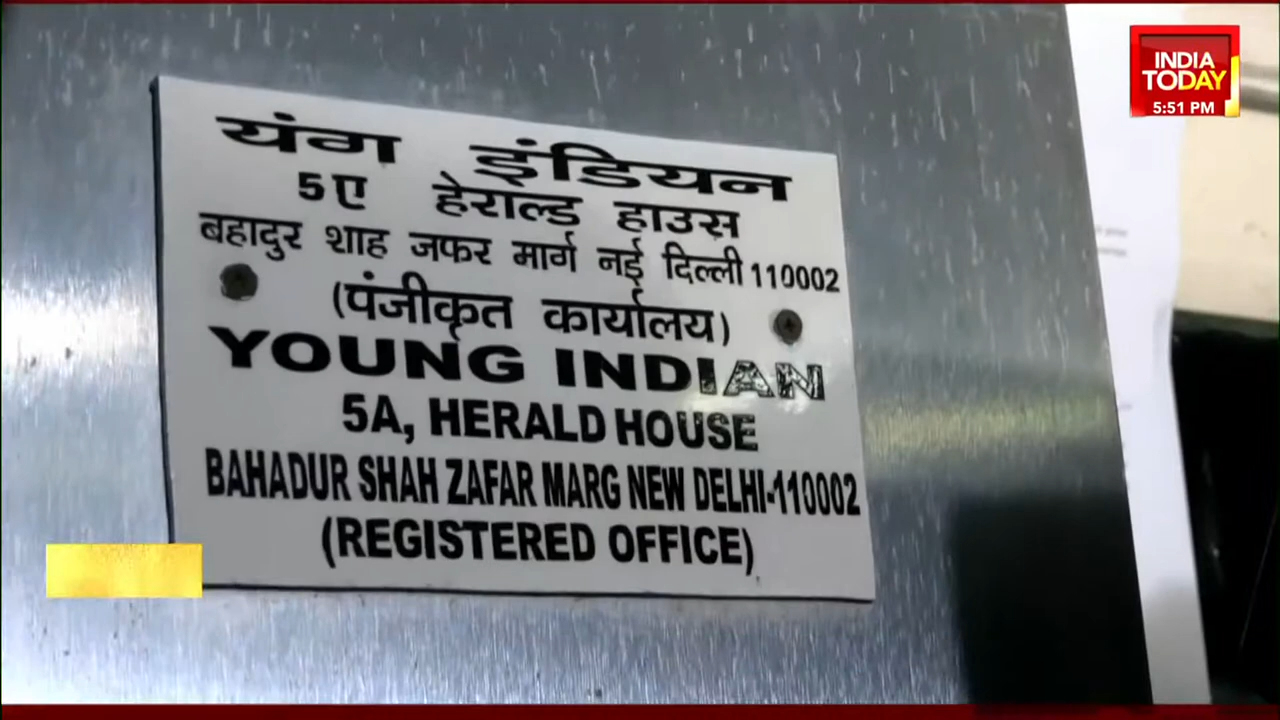 INDIA
TODAY
5:51 PM
यंग इंडियन
5ए हेराल्ड हाउस
बहादुर शाह जफर मार्ग नई दिल्ली 110002
(पंजीकृत कार्यालय)
YOUNG INDIAN
5A, HERALD HOUSE
BAHADUR SHAH ZAFAR MARG NEW DELHI-110002
(REGISTERED OFFICE)